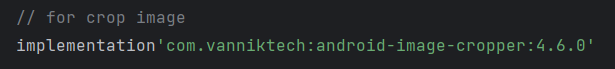 // for crop image
implementation'com.vanniktech:android-image-cropper:4.6.0'